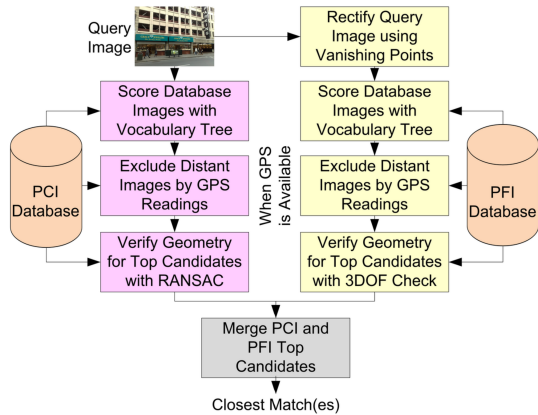 Query
Image
Rectify Query
Image using
Vanishing Points
Score Database
Images with
Vocabulary Tree
Score Database
Images with
Vocabulary Tree
PCI
Database
Exclude Distant
Images by GPS
Readings
When GPS
is Available
Exclude Distant
Images by GPS
Readings
PFI
Database
Verify Geometry
for Top Candidates
with RANSAC
Verify Geometry
for Top Candidates
with 3DOF Check
Merge PCI and
PFI Top
Candidates
Closest Match(es)